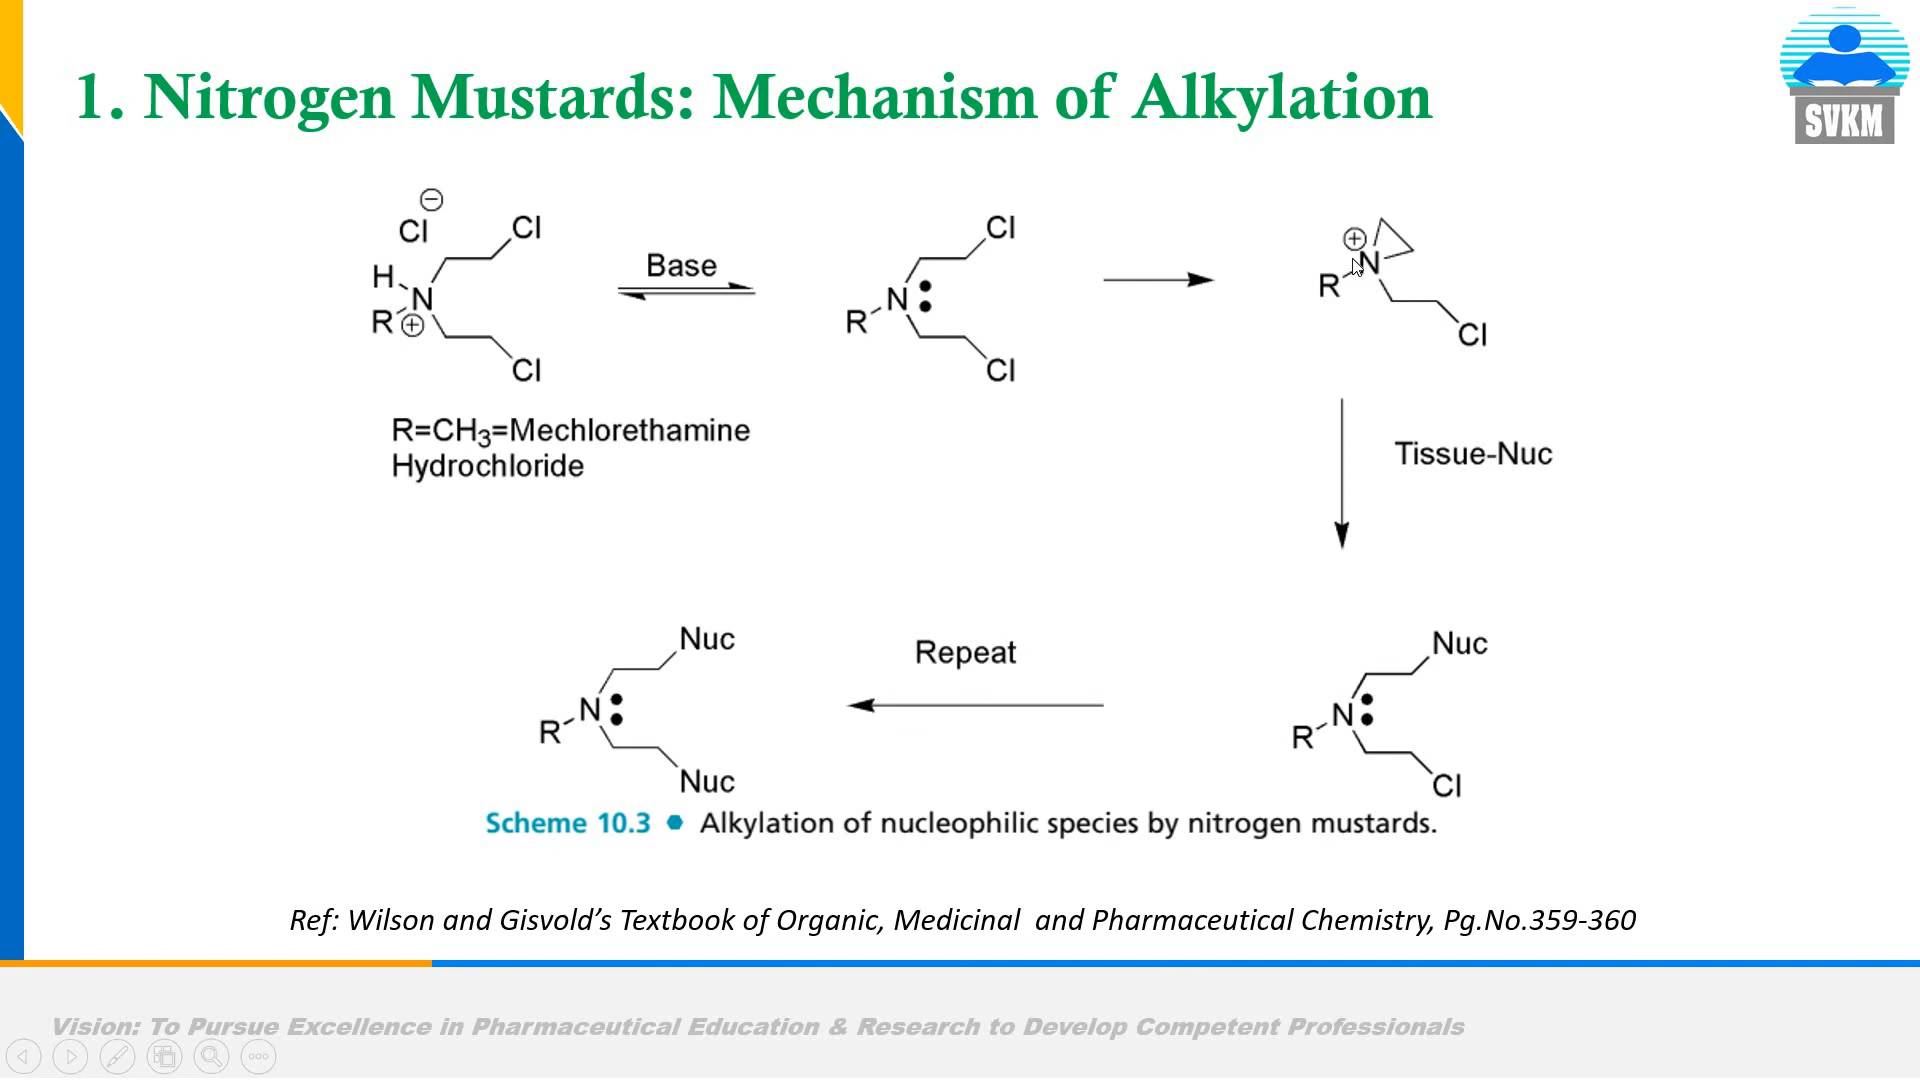 1. Nitrogen Mustards: Mechanism of Alkylation
SVKM
Cl ⊖
Cl
H
N
R ⊕
Cl
R=CH₃=Mechlorethamine
Hydrochloride
Base
Cl
N:
R
Cl
⊕
N
R
Cl
Tissue-Nuc
Nuc
N:
R
Cl
Repeat
Nuc
N:
R
Nuc
Scheme 10.3 Alkylation of nucleophilic species by nitrogen mustards.
Ref: Wilson and Gisvold’s Textbook of Organic, Medicinal and Pharmaceutical Chemistry, Pg.No.359-360
Vision: To Pursue Excellence in Pharmaceutical Education & Research to Develop Competent Professionals